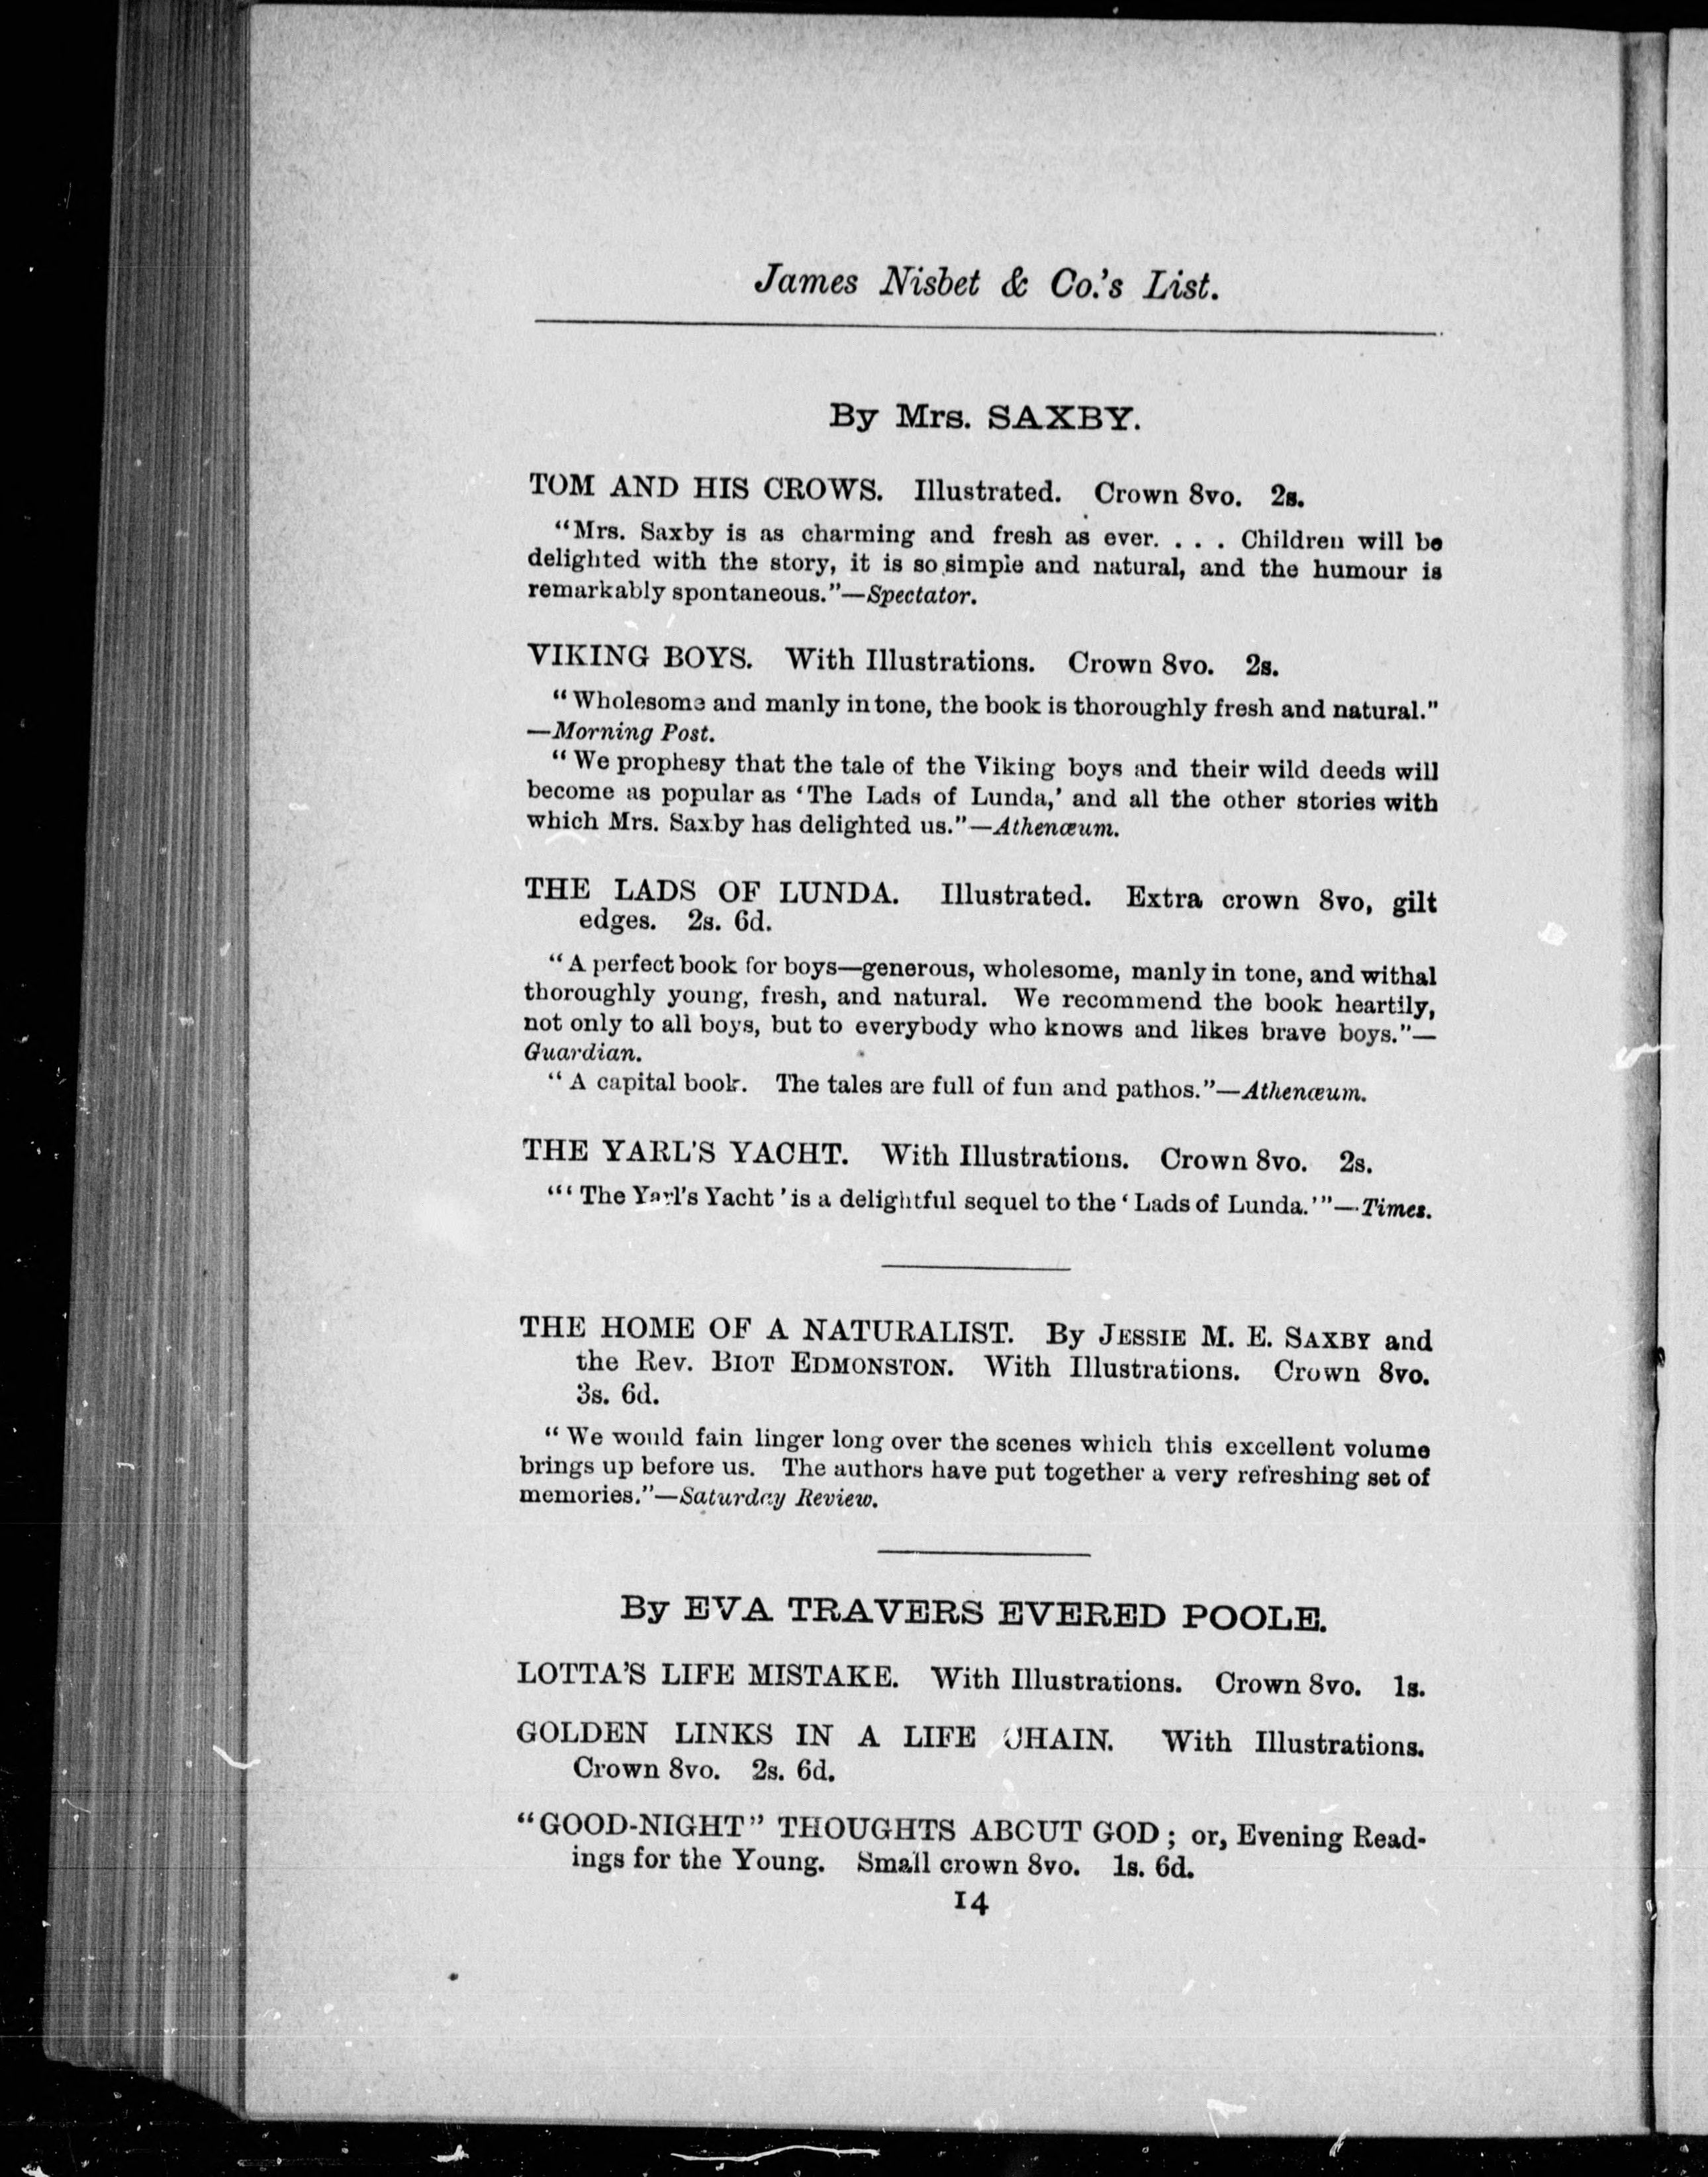 James Nisbet & Co.'s List.
By Mrs. SAXBY.
TOM AND HIS CROWS. Illustrated. Crown 8vo. 2s.
“Mrs. Saxby is as charming and fresh as ever. . . . Children will be
delighted with the story, it is so simple and natural, and the humour is
remarkably spontaneous.”—Spectator.
VIKING BOYS. With Illustrations. Crown 8vo. 2s.
“Wholesome and manly in tone, the book is thoroughly fresh and natural.”
—Morning Post.
“We prophesy that the tale of the Viking boys and their wild deeds will
become as popular as ‘The Lads of Lunda,’ and all the other stories with
which Mrs. Saxby has delighted us.”—Athenæum.
THE LADS OF LUNDA. Illustrated. Extra crown 8vo, gilt
edges. 2s. 6d.
“A perfect book for boys—generous, wholesome, manly in tone, and withal
thoroughly young, fresh, and natural. We recommend the book heartily,
not only to all boys, but to everybody who knows and likes brave boys.”—
Guardian.
“A capital book. The tales are full of fun and pathos.”—Athenæum.
THE YARL'S YACHT. With Illustrations. Crown 8vo. 2s.
“‘The Yarl's Yacht’ is a delightful sequel to the ‘Lads of Lunda.’”—Times.
THE HOME OF A NATURALIST. By JESSIE M. E. SAXBY and
the Rev. BIOT EDMONSTON. With Illustrations. Crown 8vo.
3s. 6d.
“We would fain linger long over the scenes which this excellent volume
brings up before us. The authors have put together a very refreshing set of
memories.”—Saturday Review.
By EVA TRAVERS EVERED POOLE.
LOTTA'S LIFE MISTAKE. With Illustrations. Crown 8vo. 1s.
GOLDEN LINKS IN A LIFE CHAIN. With Illustrations.
Crown 8vo. 2s. 6d.
“GOOD-NIGHT” THOUGHTS ABOUT GOD; or, Evening Read-
ings for the Young. Small crown 8vo. 1s. 6d.
14